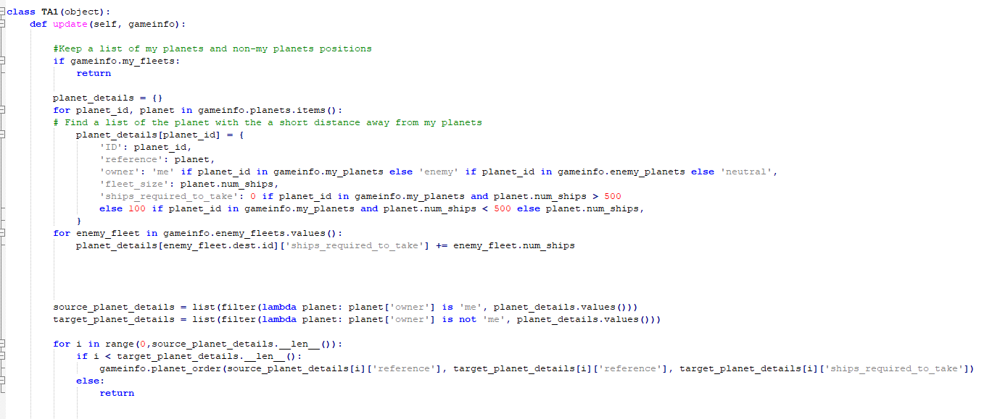 class TA1(object):
    def update(self, gameinfo):
        #Keep a list of my planets and non-my planets positions
        if gameinfo.my_fleets:
            return
        planet_details = {}
        for planet_id, planet in gameinfo.planets.items():
        # Find a list of the planet with the a short distance away from my planets
            planet_details[planet_id] = {
                'ID': planet_id,
                'reference': planet,
                'owner': 'me' if planet_id in gameinfo.my_planets else 'enemy' if planet_id in gameinfo.enemy_planets else 'neutral',
                'fleet_size': planet.num_ships,
                'ships_required_to_take': 0 if planet_id in gameinfo.my_planets and planet.num_ships > 500
                else 100 if planet_id in gameinfo.my_planets and planet.num_ships < 500 else planet.num_ships,
            }
        for enemy_fleet in gameinfo.enemy_fleets.values():
            planet_details[enemy_fleet.dest.id]['ships_required_to_take'] += enemy_fleet.num_ships
        source_planet_details = list(filter(lambda planet: planet['owner'] is 'me', planet_details.values()))
        target_planet_details = list(filter(lambda planet: planet['owner'] is not 'me', planet_details.values()))
        for i in range(0,source_planet_details.__len__()):
            if i < target_planet_details.__len__():
                gameinfo.planet_order(source_planet_details[i]['reference'], target_planet_details[i]['reference'], target_planet_details[i]['ships_required_to_take'])
            else:
                return